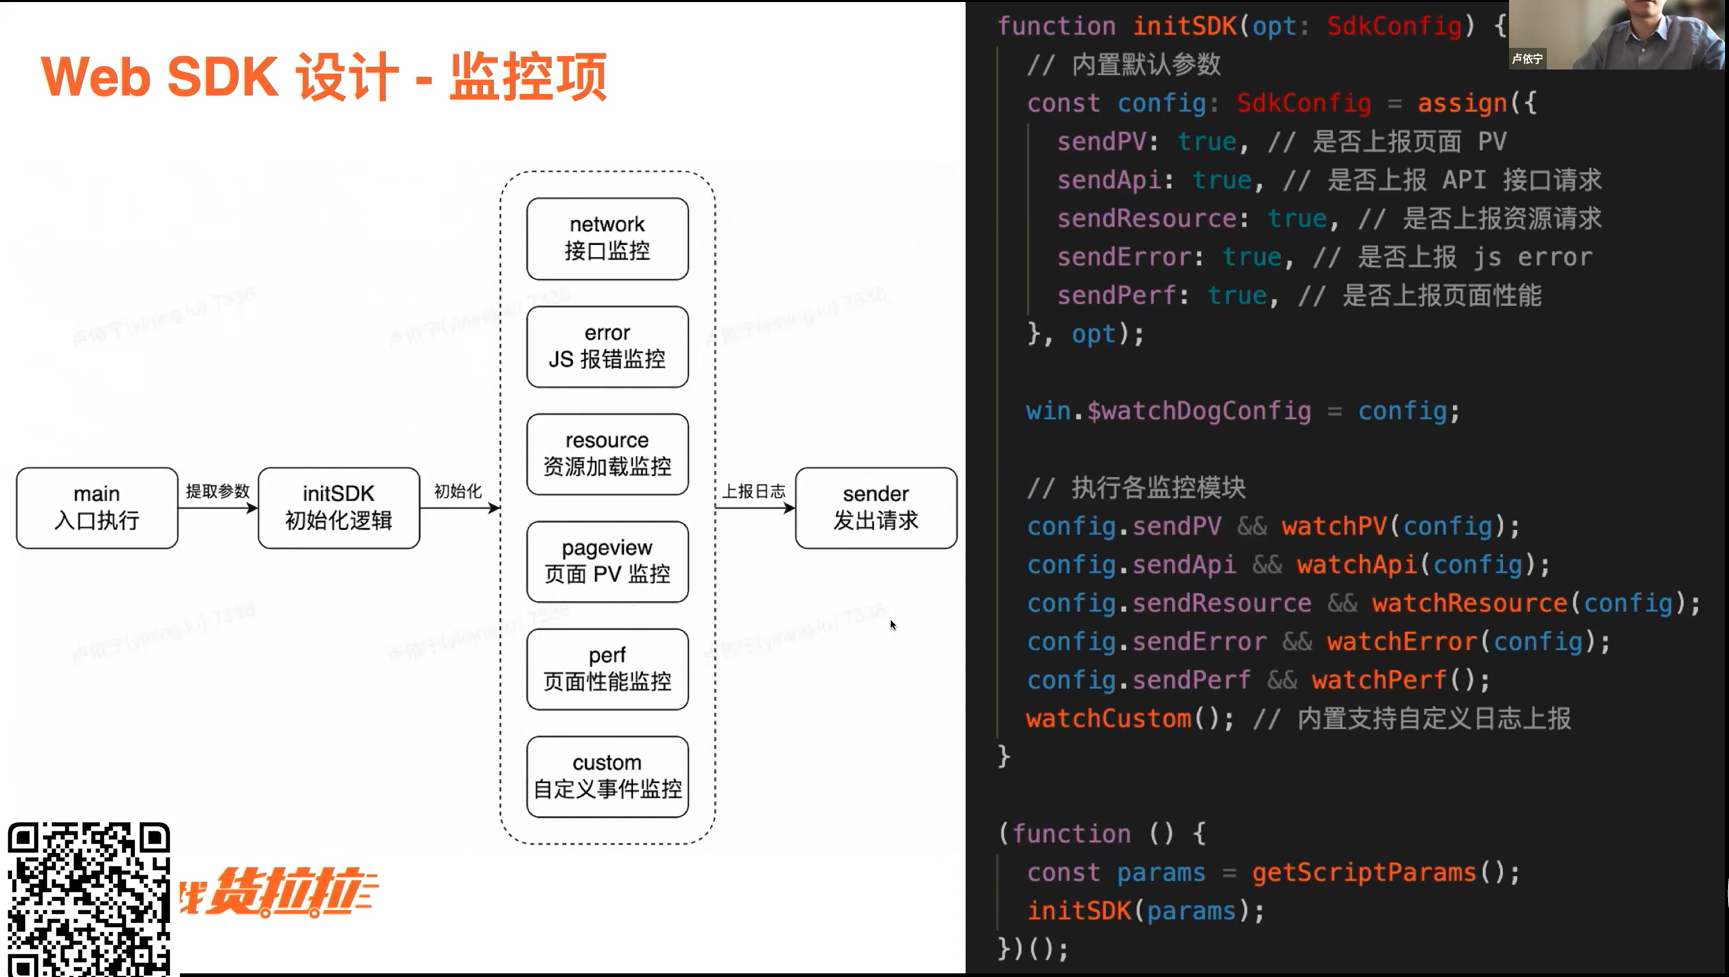 Web SDK 设计 - 监控项
network
接口监控
error
JS 报错监控
resource
资源加载监控
main
入口执行
提取参数
initSDK
初始化逻辑
初始化
上报日志
sender
发出请求
pageview
页面 PV 监控
perf
页面性能监控
custom
自定义事件监控
货拉拉
function initSDK(opt: SdkConfig) {
// 内置默认参数
const config: SdkConfig = assign({
sendPV: true, // 是否上报页面 PV
sendApi: true, // 是否上报 API 接口请求
sendResource: true, // 是否上报资源请求
sendError: true, // 是否上报 js error
sendPerf: true, // 是否上报页面性能
}, opt);
win.$watchDogConfig = config;
// 执行各监控模块
config.sendPV && watchPV(config);
config.sendApi && watchApi(config);
config.sendResource && watchResource(config);
config.sendError && watchError(config);
config.sendPerf && watchPerf();
watchCustom(); // 内置支持自定义日志上报
}
(function () {
const params = getScriptParams();
initSDK(params);
})();
卢依宁